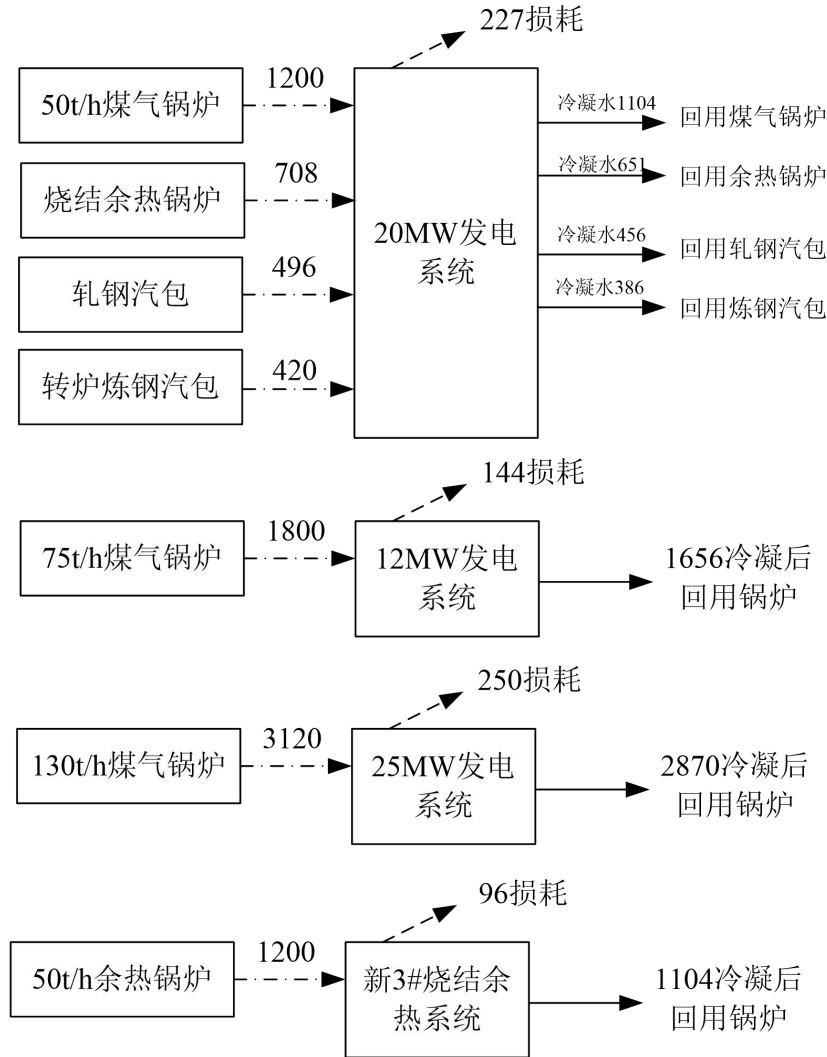 227损耗
50t/h煤气锅炉
1200
烧结余热锅炉
708
轧钢汽包
496
转炉炼钢汽包
420
20MW发电
系统
冷凝水1104
回用煤气锅炉
冷凝水651
回用余热锅炉
冷凝水456
回用轧钢汽包
冷凝水386
回用炼钢汽包
144损耗
75t/h煤气锅炉
1800
12MW发电
系统
1656冷凝后
回用锅炉
250损耗
130t/h煤气锅炉
3120
25MW发电
系统
2870冷凝后
回用锅炉
96损耗
50t/h余热锅炉
1200
新3#烧结余
热系统
1104冷凝后
回用锅炉